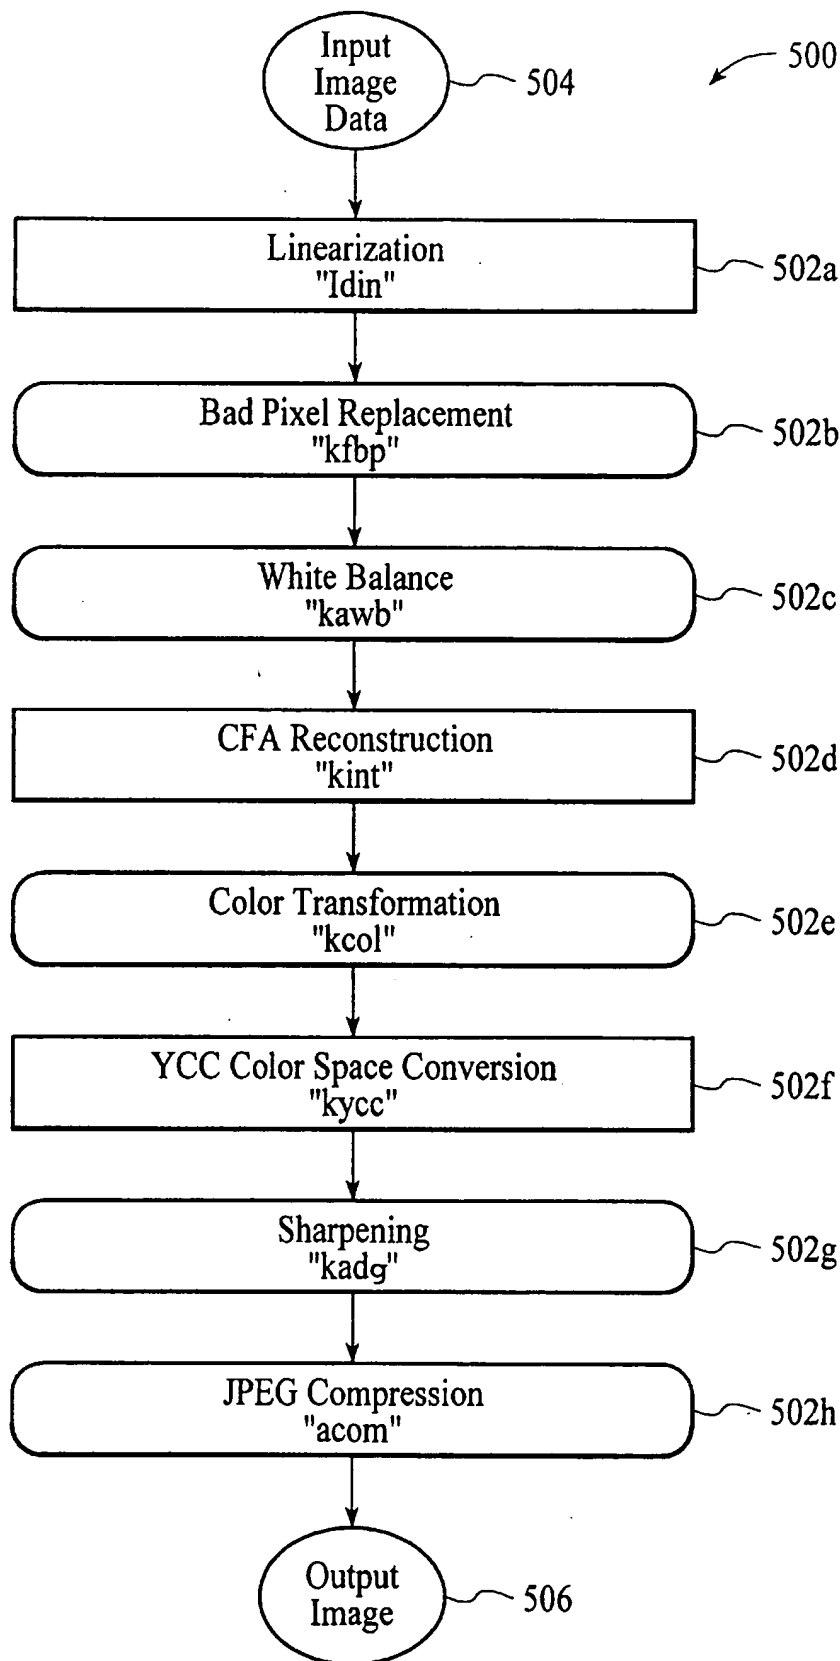 Input
Image
Data
504
500
Linearization
"Idin"
502a
Bad Pixel Replacement
"kfbp"
502b
White Balance
"kawb"
502c
CFA Reconstruction
"kint"
502d
Color Transformation
"kcol"
502e
YCC Color Space Conversion
"kycc"
502f
Sharpening
"kadg"
502g
JPEG Compression
"acom"
502h
Output
Image
506